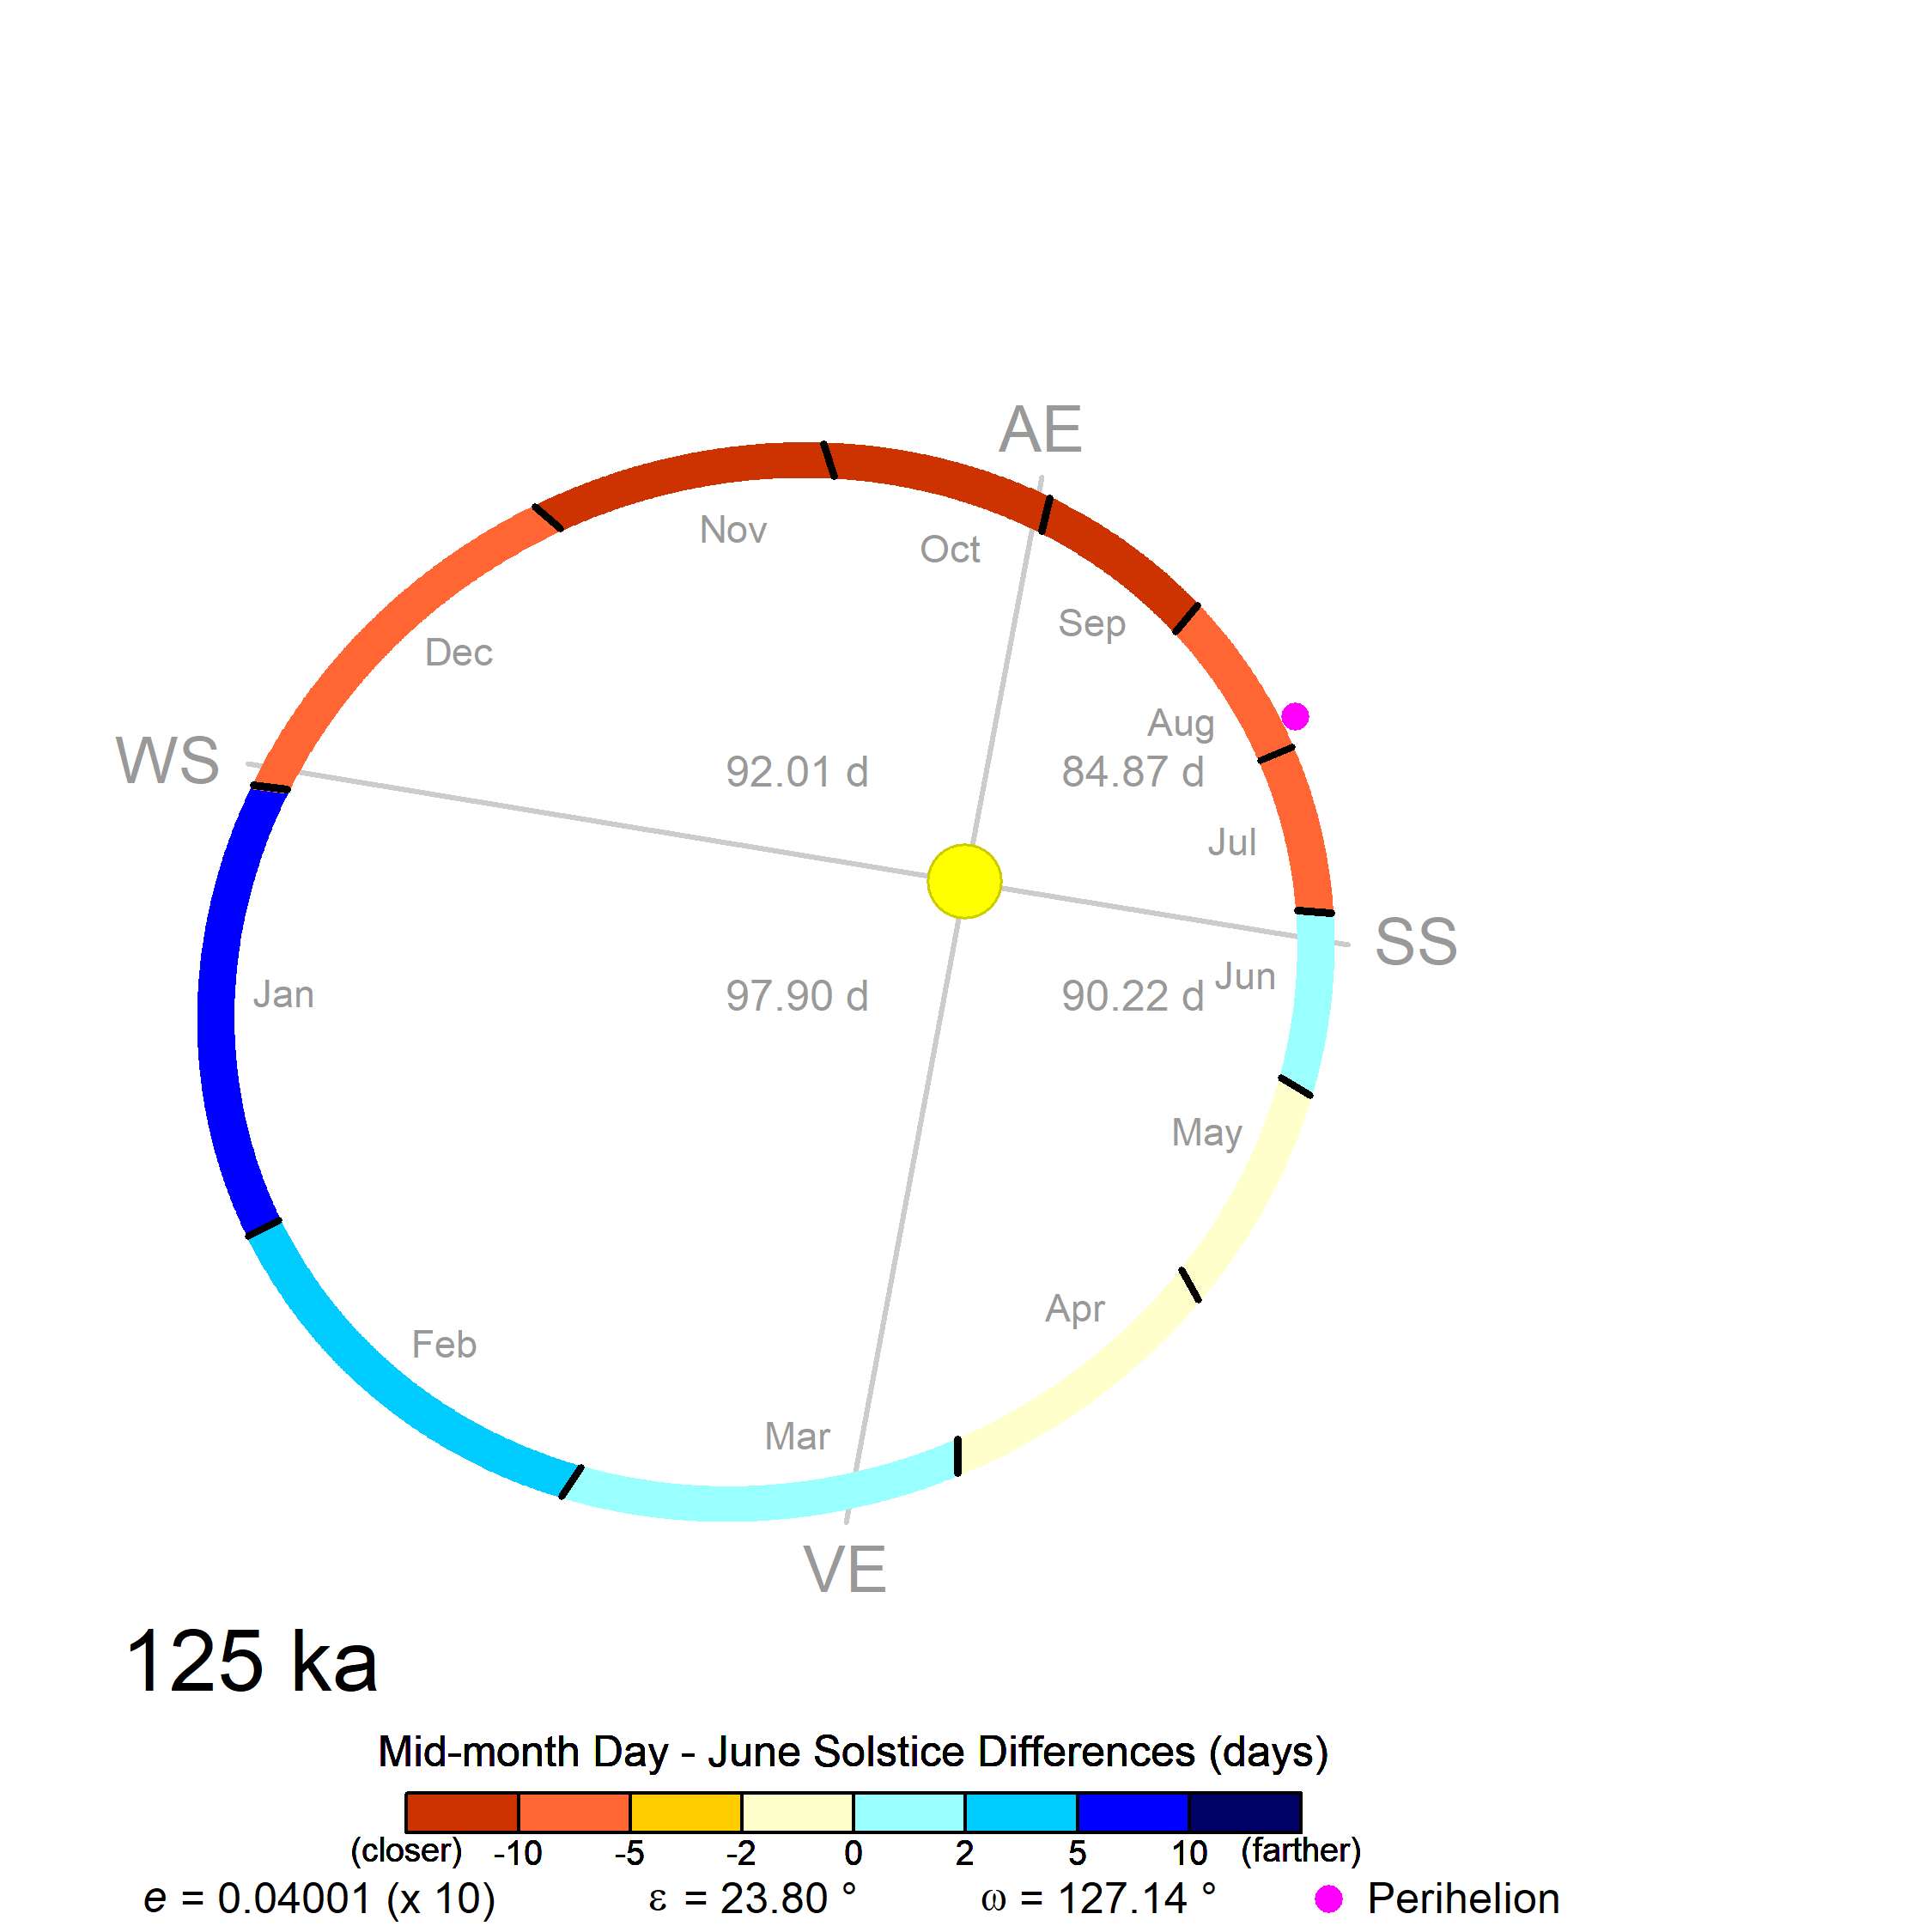 AE
Nov
Oct
Sep
Dec
Aug
WS
92.01 d
84.87 d
Jul
SS
Jan
97.90 d
90.22 d
Jun
May
Apr
Feb
Mar
VE
125 ka
Mid-month Day - June Solstice Differences (days)
(closer) -10 -5 -2 0 2 5 10 (farther)
e = 0.04001 (x 10) ε = 23.80 ° ω = 127.14 ° Perihelion